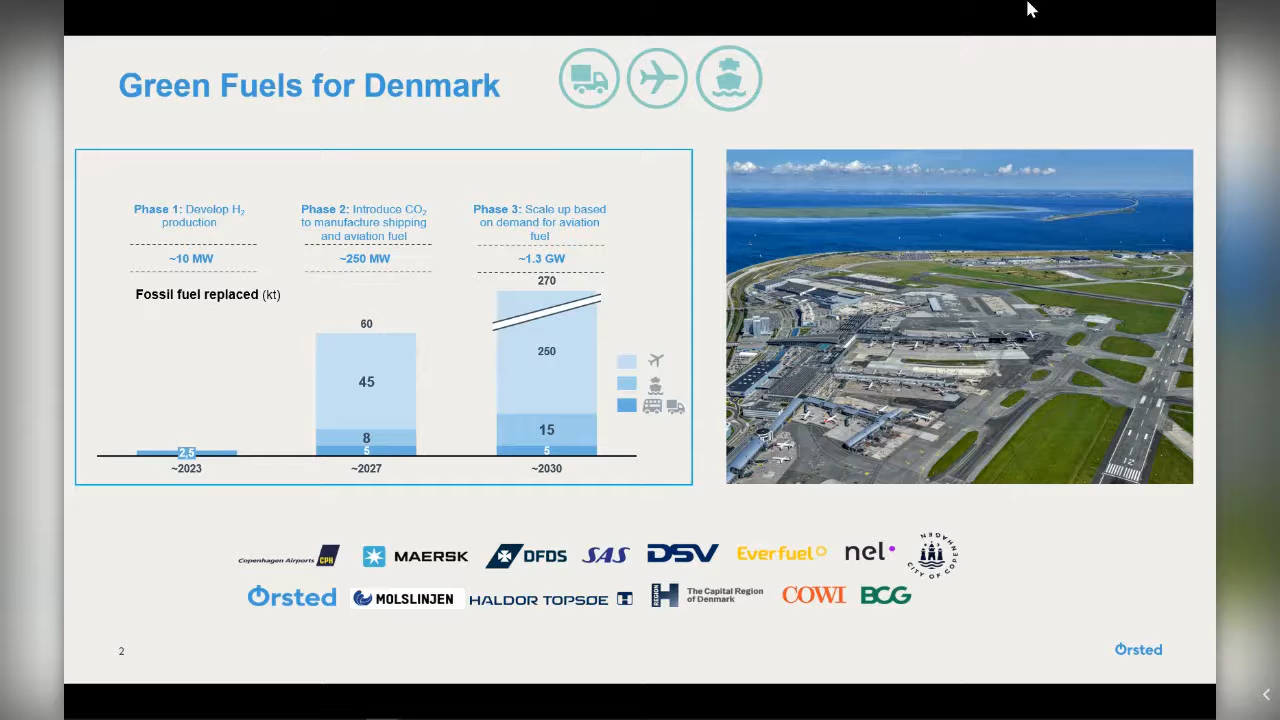 Green Fuels for Denmark
Phase 1: Develop H₂
production
~10 MW
Phase 2: Introduce CO₂
to manufacture shipping
and aviation fuel
~250 MW
Phase 3: Scale up based
on demand for aviation
fuel
~1.3 GW
Fossil fuel replaced (kt)
2,5
~2023
60
45
8
5
~2027
270
250
15
5
~2030
Copenhagen Airports CPH
MAERSK
DFDS
SAS
DSV
Everfuel
nel
CITY OF COPENHAGEN
Ørsted
MOLSLINJEN
HALDOR TOPSØE H
REGION H
The Capital Region
of Denmark
COWI
BCG
2
Ørsted